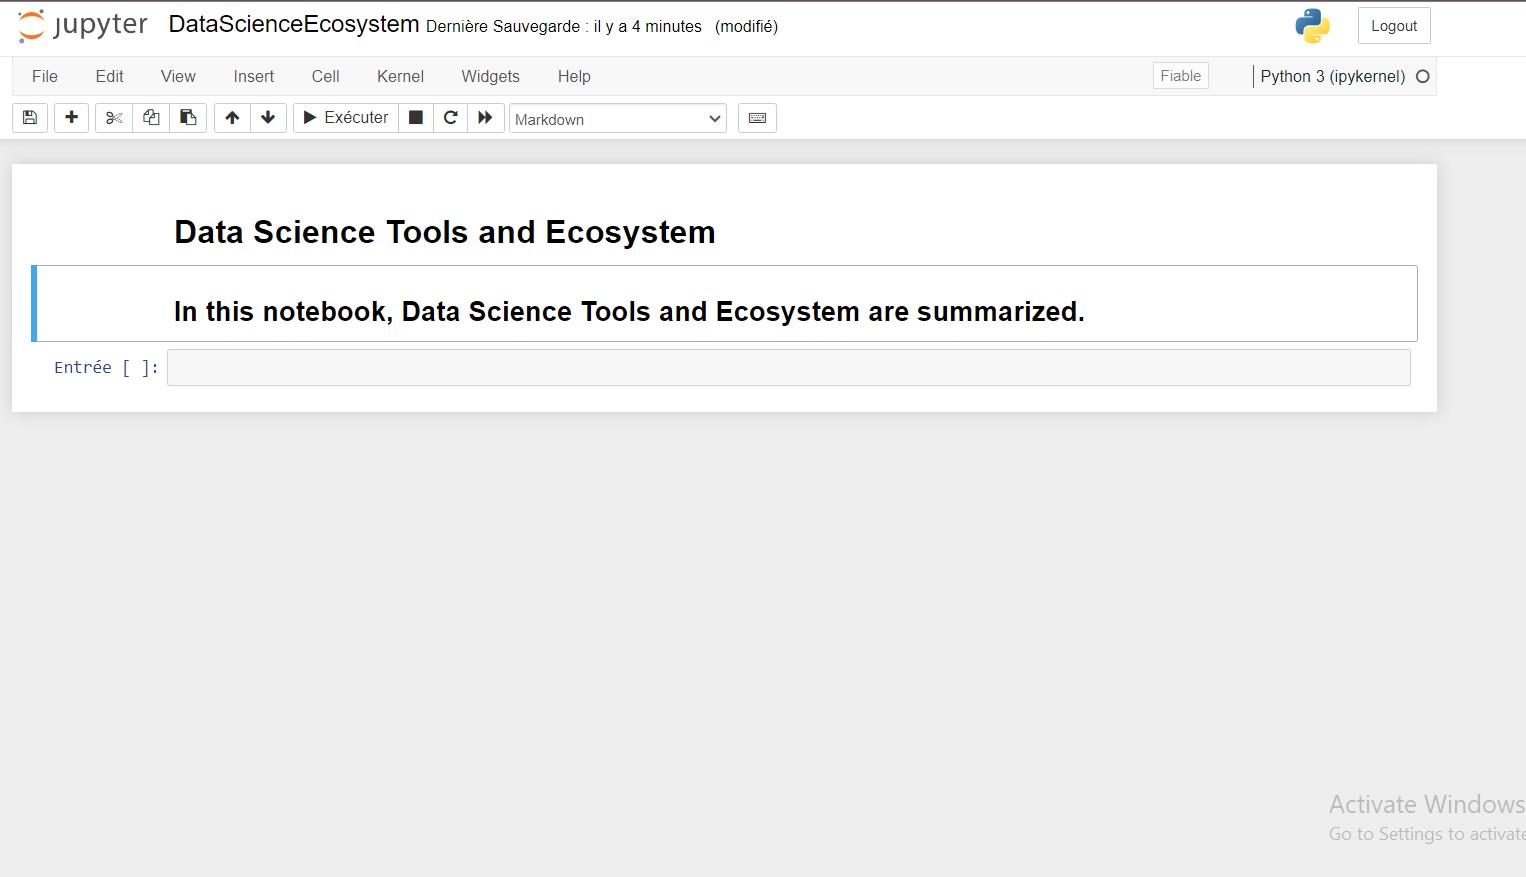 jupyter DataScienceEcosystem Dernière Sauvegarde : il y a 4 minutes (modifié) Logout
File Edit View Insert Cell Kernel Widgets Help Fiable Python 3 (ipykernel)
Exécuter Markdown
Data Science Tools and Ecosystem
In this notebook, Data Science Tools and Ecosystem are summarized.
Entrée [ ]:
Activate Windows
Go to Settings to activate